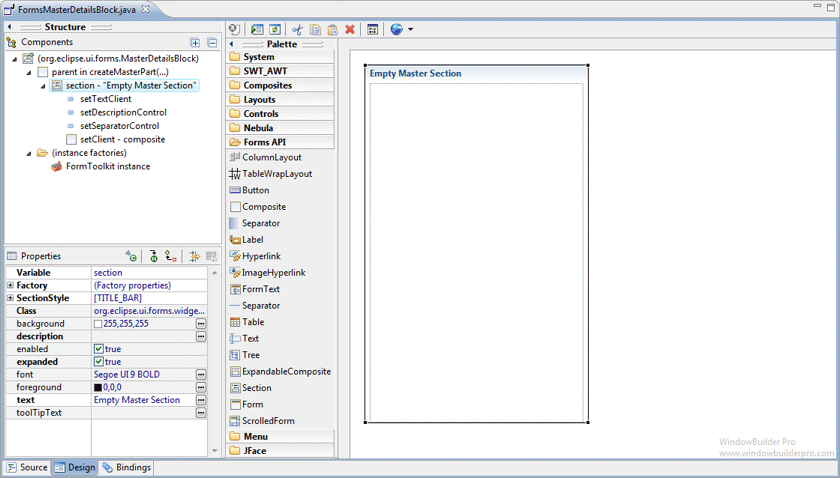 FormsMasterDetailsBlock.java
Structure
Components
(org.eclipse.ui.forms.MasterDetailsBlock)
parent in createMasterPart(...)
section - "Empty Master Section"
setTextClient
setDescriptionControl
setSeparatorControl
setClient - composite
(instance factories)
FormToolkit instance
Properties
Variable section
Factory (Factory properties)
SectionStyle [TITLE_BAR]
Class org.eclipse.ui.forms.widge...
background 255,255,255
description
enabled true
expanded true
font Segoe UI 9 BOLD
foreground 0,0,0
text Empty Master Section
toolTipText
Palette
System
SWT_AWT
Composites
Layouts
Controls
Nebula
Forms API
ColumnLayout
TableWrapLayout
Button
Composite
Separator
Label
Hyperlink
ImageHyperlink
FormText
Separator
Table
Text
Tree
ExpandableComposite
Section
Form
ScrolledForm
Menu
JFace
Empty Master Section
WindowBuilder Pro
www.windowbuilderpro.com
Source Design Bindings